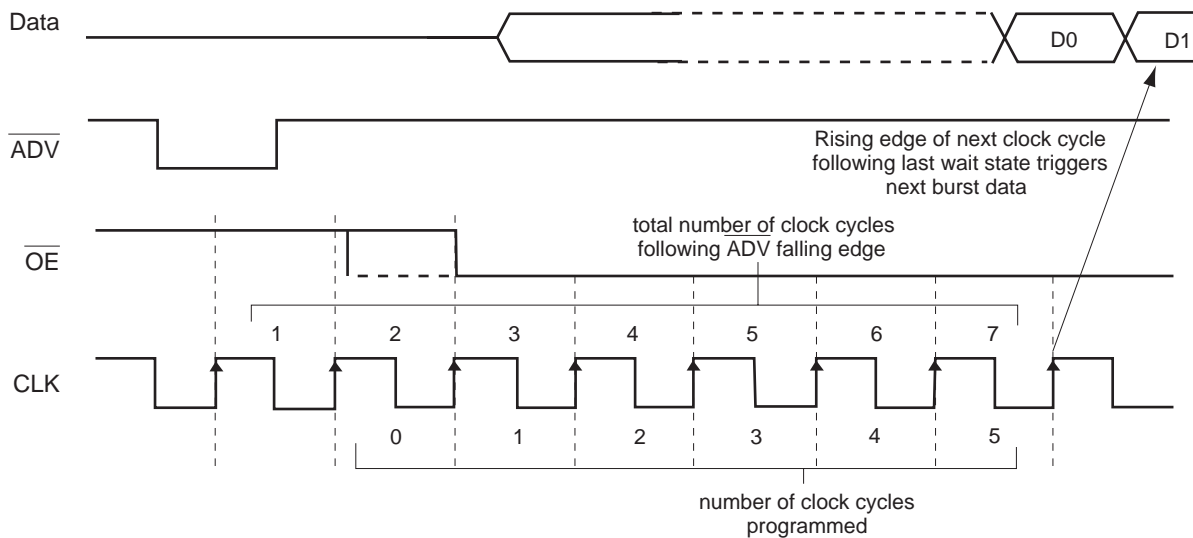 Data
D0
D1
ADV
Rising edge of next clock cycle
following last wait state triggers
next burst data
OE
total number of clock cycles
following ADV falling edge
1 2 3 4 5 6 7
CLK
0 1 2 3 4 5
number of clock cycles
programmed